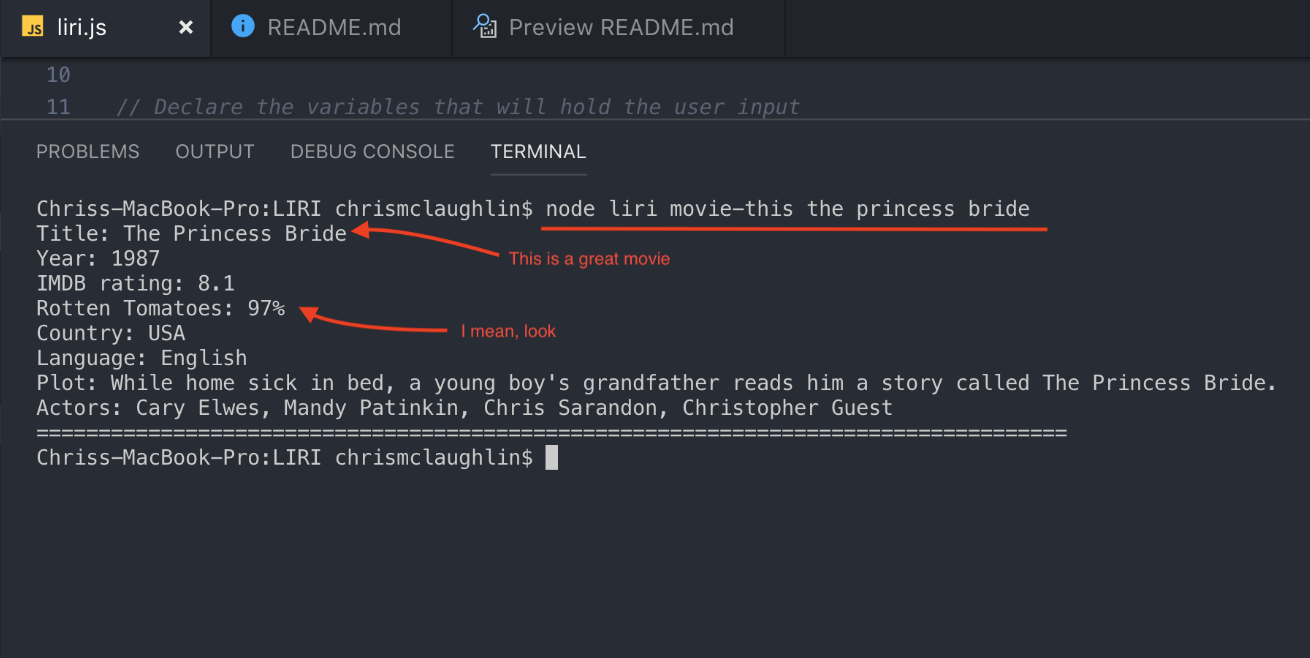 JS liri.js × i README.md Preview README.md
10
11 // Declare the variables that will hold the user input
PROBLEMS OUTPUT DEBUG CONSOLE TERMINAL
Chriss-MacBook-Pro:LIRI chrismclaughlin$ node liri movie-this the princess bride
Title: The Princess Bride
Year: 1987
This is a great movie
IMDB rating: 8.1
Rotten Tomatoes: 97%
Country: USA
I mean, look
Language: English
Plot: While home sick in bed, a young boy's grandfather reads him a story called The Princess Bride.
Actors: Cary Elwes, Mandy Patinkin, Chris Sarandon, Christopher Guest
===================================================================================
Chriss-MacBook-Pro:LIRI chrismclaughlin$